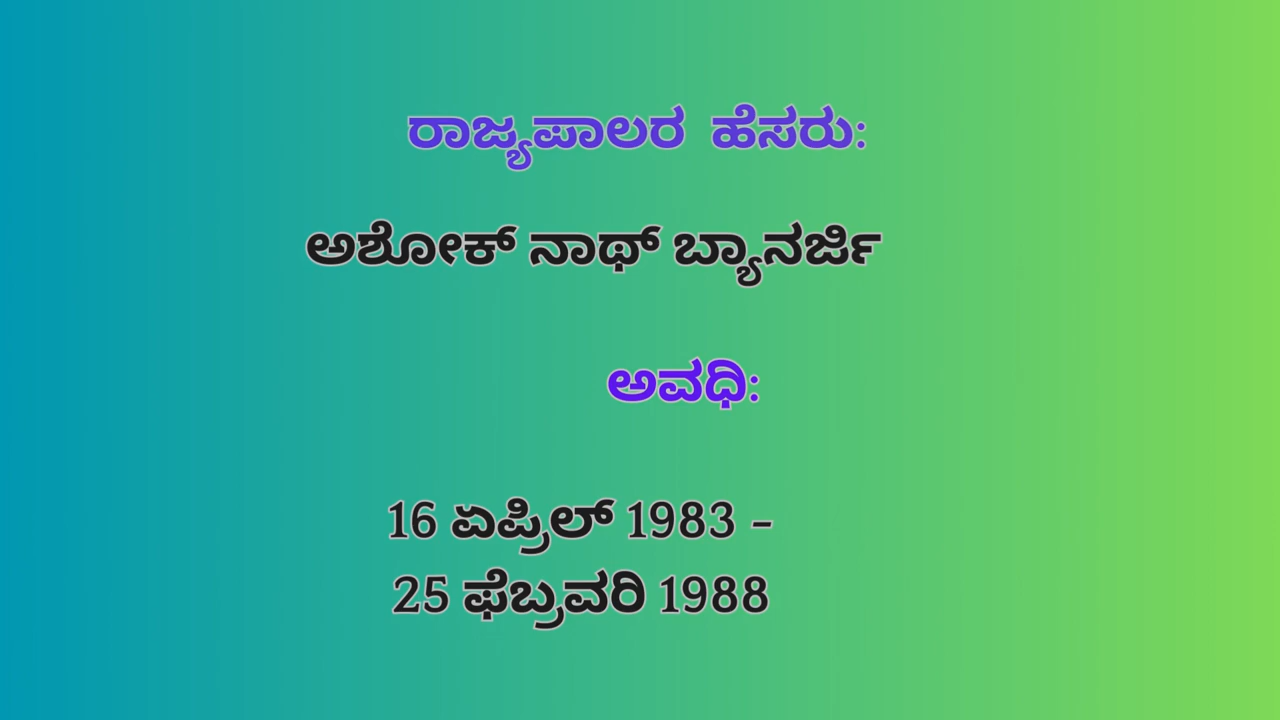 ರಾಜ್ಯಪಾಲರ ಹೆಸರು:
ಅಶೋಕ್ ನಾಥ್ ಬ್ಯಾನರ್ಜಿ
ಅವಧಿ:
16 ಏಪ್ರಿಲ್ 1983 –
25 ಫೆಬ್ರವರಿ 1988